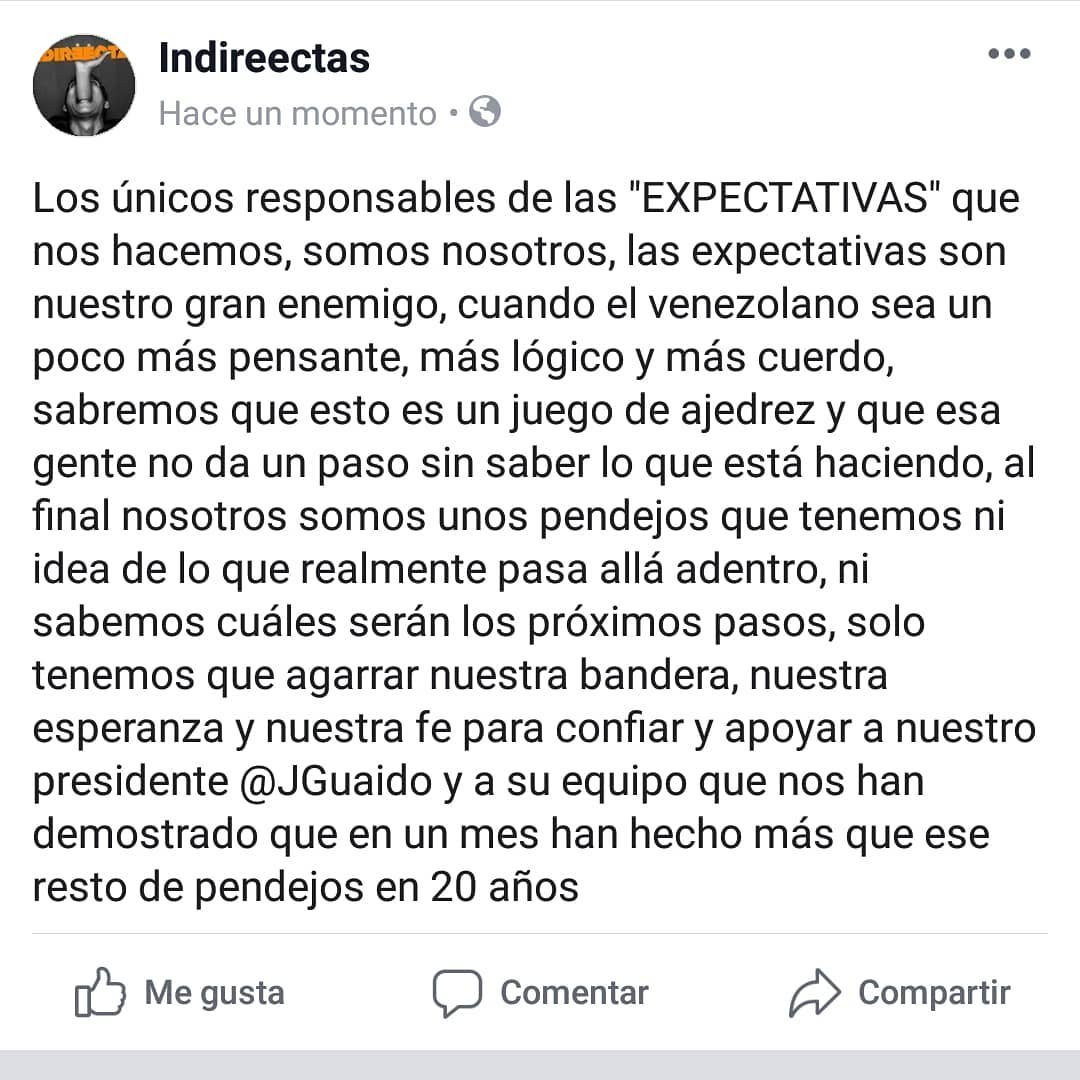 DIREECTA
Indireectas
Hace un momento •
Los únicos responsables de las "EXPECTATIVAS" que
nos hacemos, somos nosotros, las expectativas son
nuestro gran enemigo, cuando el venezolano sea un
poco más pensante, más lógico y más cuerdo,
sabremos que esto es un juego de ajedrez y que esa
gente no da un paso sin saber lo que está haciendo, al
final nosotros somos unos pendejos que tenemos ni
idea de lo que realmente pasa allá adentro, ni
sabemos cuáles serán los próximos pasos, solo
tenemos que agarrar nuestra bandera, nuestra
esperanza y nuestra fe para confiar y apoyar a nuestro
presidente @JGuaido y a su equipo que nos han
demostrado que en un mes han hecho más que ese
resto de pendejos en 20 años
Me gusta
Comentar
Compartir